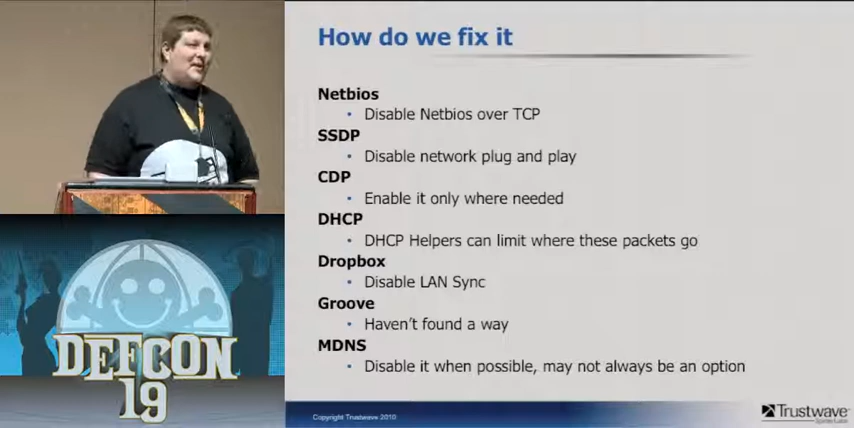 How do we fix it
Netbios
• Disable Netbios over TCP
SSDP
• Disable network plug and play
CDP
• Enable it only where needed
DHCP
• DHCP Helpers can limit where these packets go
Dropbox
• Disable LAN Sync
Groove
• Haven't found a way
MDNS
• Disable it when possible, may not always be an option
DEFCON
19
Copyright Trustwave 2010
Trustwave
SpiderLabs